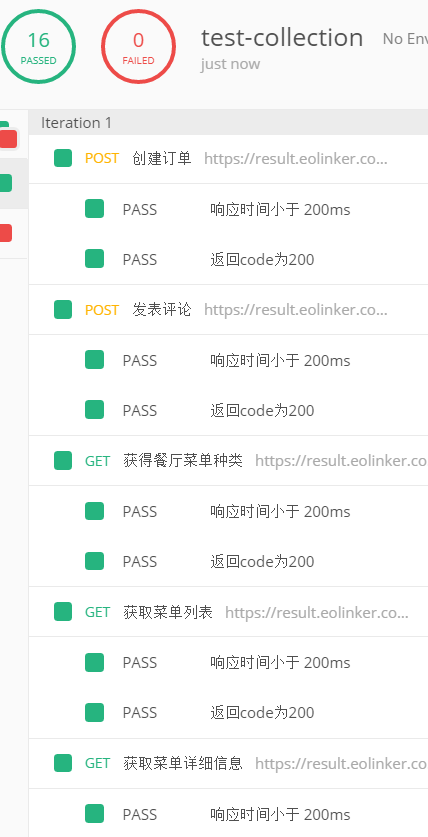 16
PASSED
0
FAILED
test-collection
No Env
just now
Iteration 1
POST 创建订单 https://result.eolinker.co...
PASS 响应时间小于 200ms
PASS 返回code为200
POST 发表评论 https://result.eolinker.co...
PASS 响应时间小于 200ms
PASS 返回code为200
GET 获得餐厅菜单种类 https://result.eolinker.co
PASS 响应时间小于 200ms
PASS 返回code为200
GET 获取菜单列表 https://result.eolinker.co...
PASS 响应时间小于 200ms
PASS 返回code为200
GET 获取菜单详细信息 https://result.eolinker.co
PASS 响应时间小于 200ms